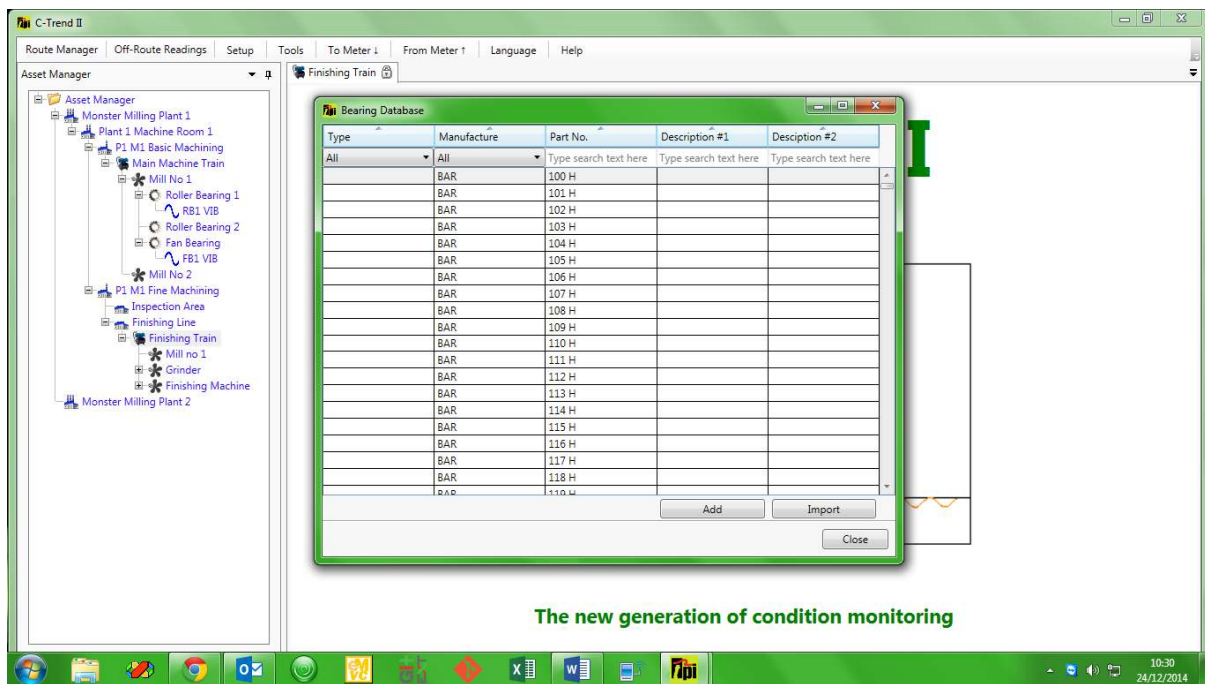 C-Trend II
Route Manager Off-Route Readings Setup Tools To Meter ↓ From Meter ↑ Language Help
Asset Manager
Finishing Train
Asset Manager
Monster Milling Plant 1
Plant 1 Machine Room 1
P1 M1 Basic Machining
Main Machine Train
Mill No 1
Roller Bearing 1
RB1 VIB
Roller Bearing 2
Fan Bearing
FB1 VIB
Mill No 2
P1 M1 Fine Machining
Inspection Area
Finishing Line
Finishing Train
Mill no 1
Grinder
Finishing Machine
Monster Milling Plant 2
Bearing Database
Type Manufacture Part No. Description #1 Desciption #2
All All Type search text here Type search text here Type search text here
BAR 100 H
BAR 101 H
BAR 102 H
BAR 103 H
BAR 104 H
BAR 105 H
BAR 106 H
BAR 107 H
BAR 108 H
BAR 109 H
BAR 110 H
BAR 111 H
BAR 112 H
BAR 113 H
BAR 114 H
BAR 115 H
BAR 116 H
BAR 117 H
BAR 118 H
BAR 119 H
Add Import
Close
I
The new generation of condition monitoring
tpi
10:30
24/12/2014